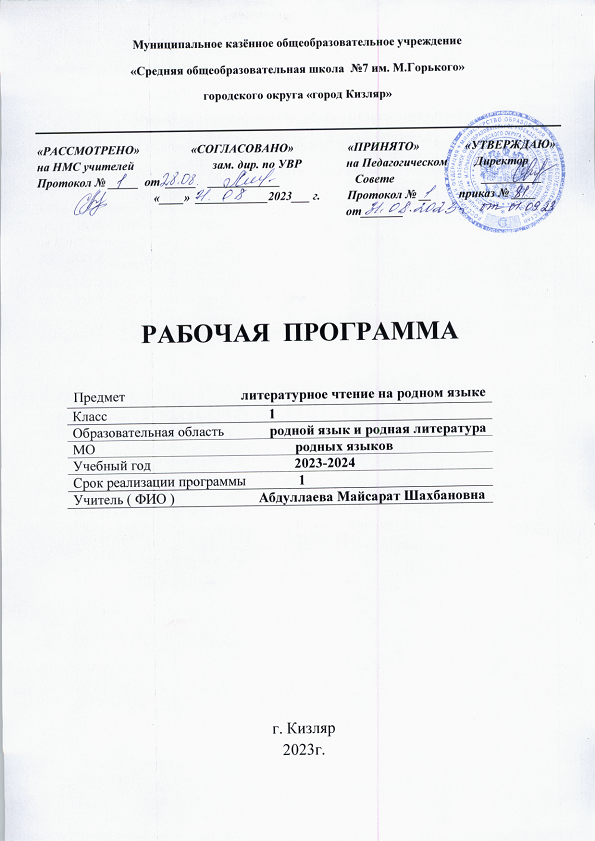 Муниципальное казённое общеобразовательное учреждение
«Средняя общеобразовательная школа №7 им. М.Горького»
городского округа «город Кизляр»
«РАССМОТРЕНО»
на НМС учителей
Протокол № 1 от 28.08.
«СОГЛАСОВАНО»
зам. дир. по УВР
«____» 31.08 2023___ г.
«ПРИНЯТО»
на Педагогическом
Совете
Протокол № 1
от 31.08.2023
«УТВЕРЖДАЮ»
Директор
приказ № 81
от 01.09 23
РАБОЧАЯ ПРОГРАММА
Предмет литературное чтение на родном языке
Класс 1
Образовательная область родной язык и родная литература
МО родных языков
Учебный год 2023-2024
Срок реализации программы 1
Учитель ( ФИО ) Абдуллаева Майсарат Шахбановна
г. Кизляр
2023г.